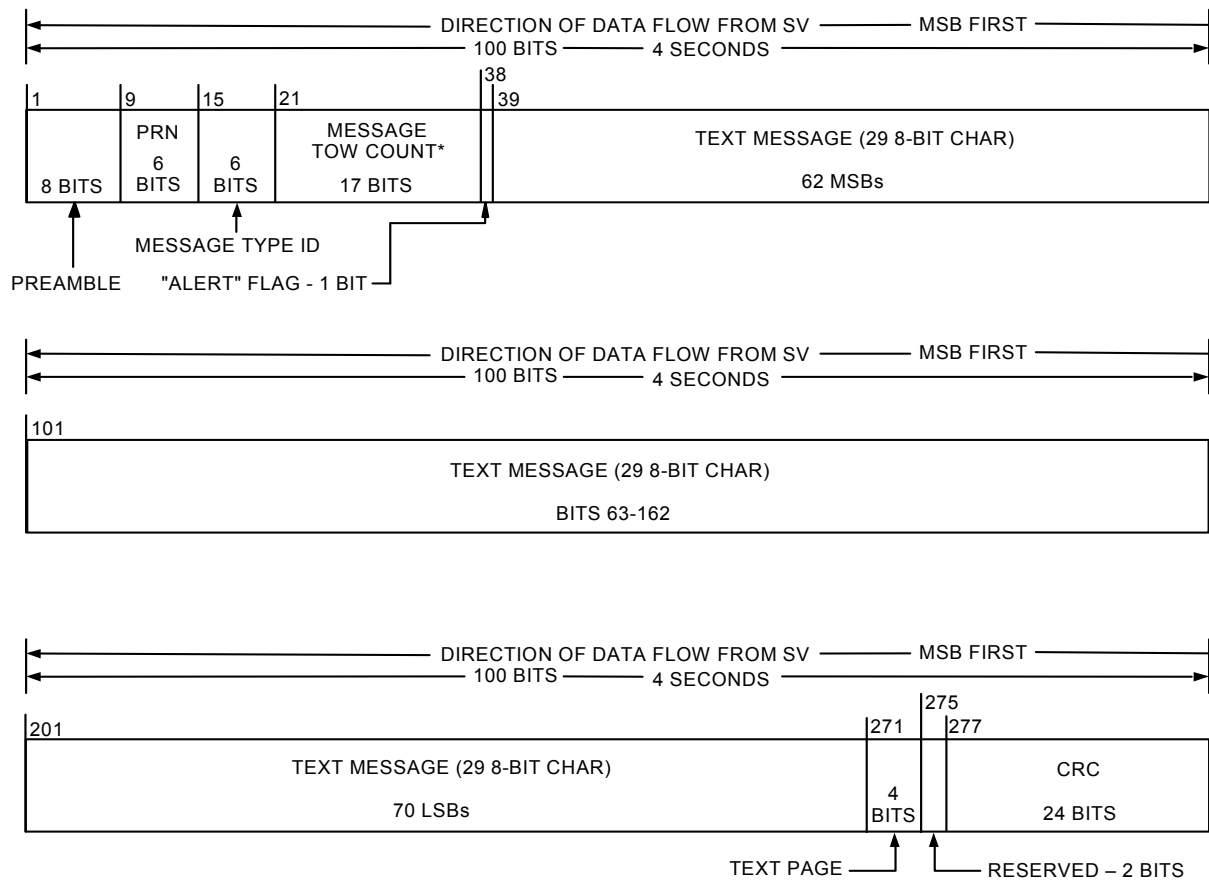 DIRECTION OF DATA FLOW FROM SV MSB FIRST
100 BITS 4 SECONDS
1 9 15 21 38 39
8 BITS
PRN
6
BITS
6
BITS
MESSAGE
TOW COUNT*
17 BITS
TEXT MESSAGE (29 8-BIT CHAR)
62 MSBs
MESSAGE TYPE ID
PREAMBLE "ALERT" FLAG - 1 BIT
DIRECTION OF DATA FLOW FROM SV MSB FIRST
100 BITS 4 SECONDS
101
TEXT MESSAGE (29 8-BIT CHAR)
BITS 63-162
DIRECTION OF DATA FLOW FROM SV MSB FIRST
100 BITS 4 SECONDS
201 271 275 277
TEXT MESSAGE (29 8-BIT CHAR)
70 LSBs
4
BITS
CRC
24 BITS
TEXT PAGE RESERVED – 2 BITS